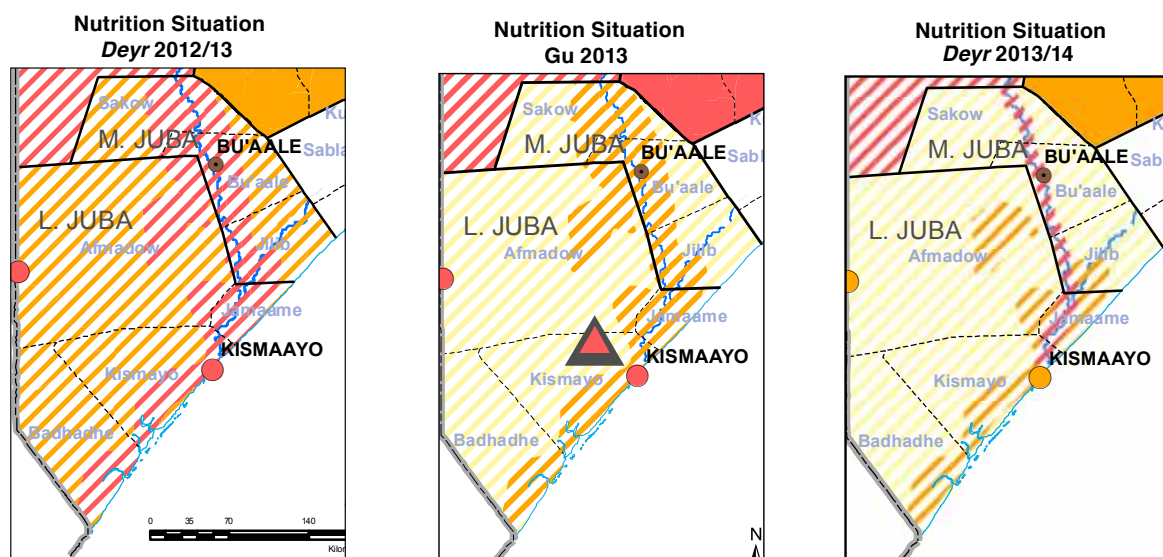 Nutrition Situation
Deyr 2012/13
Sakow
Ku
M. JUBA
BU'AALE
Sabla
Bu'aale
L. JUBA
Afmadow
Jilib
Jamaame
KISMAAYO
Kismayo
Badhadhe
0 35 70 140
Kilo
Nutrition Situation
Gu 2013
Sakow
K
M. JUBA
BU'AALE
Sabl
Bu'aale
L. JUBA
Afmadow
Jilib
Jamaame
KISMAAYO
Kismayo
Badhadhe
N
Nutrition Situation
Deyr 2013/14
Sakow
K
M. JUBA
BU'AALE
Sab
Bu'aale
L. JUBA
Afmadow
Jilib
Jamaame
KISMAAYO
Kismayo
Badhadhe